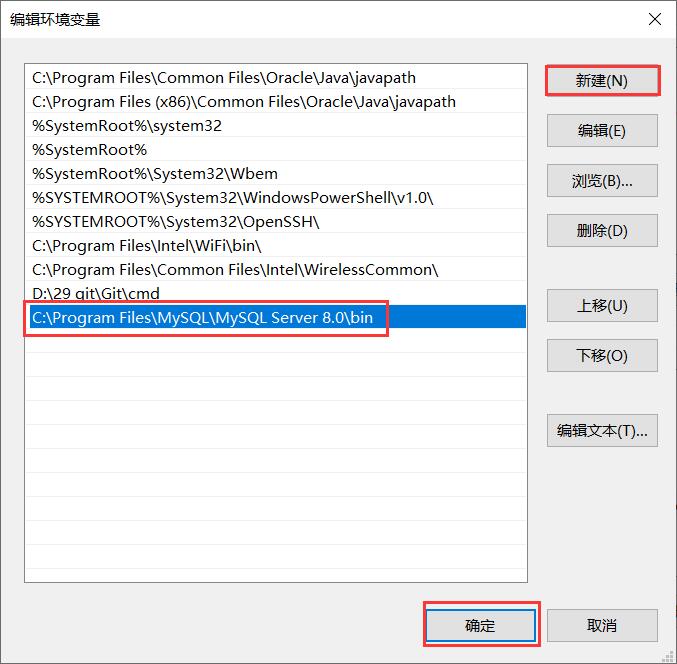 编辑环境变量
C:\Program Files\Common Files\Oracle\Java\javapath
C:\Program Files (x86)\Common Files\Oracle\Java\javapath
%SystemRoot%\system32
%SystemRoot%
%SystemRoot%\System32\Wbem
%SYSTEMROOT%\System32\WindowsPowerShell\v1.0\
%SYSTEMROOT%\System32\OpenSSH\
C:\Program Files\Intel\WiFi\bin\
C:\Program Files\Common Files\Intel\WirelessCommon\
D:\29 git\Git\cmd
C:\Program Files\MySQL\MySQL Server 8.0\bin
新建(N)
编辑(E)
浏览(B)...
删除(D)
上移(U)
下移(O)
编辑文本(T)...
确定
取消